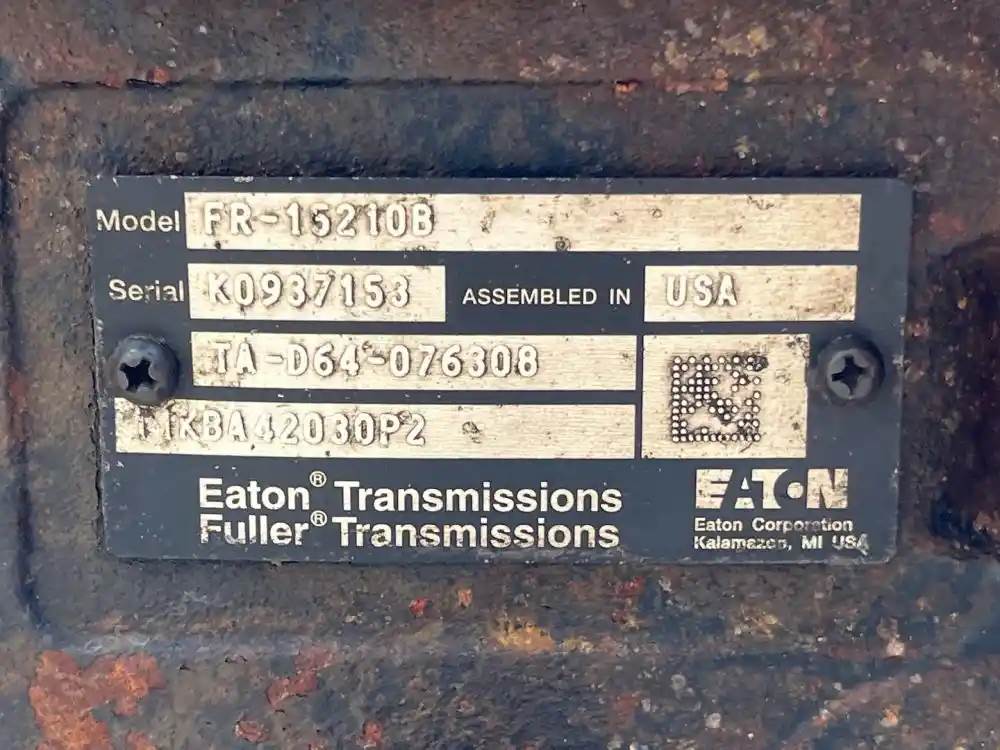 Model FR-15210B
Serial K0937153 ASSEMBLED IN USA
TA-D64-076308
11KBA42030P2
Eaton® Transmissions
Fuller® Transmissions
EATON
Eaton Corporation
Kalamazoo, MI USA